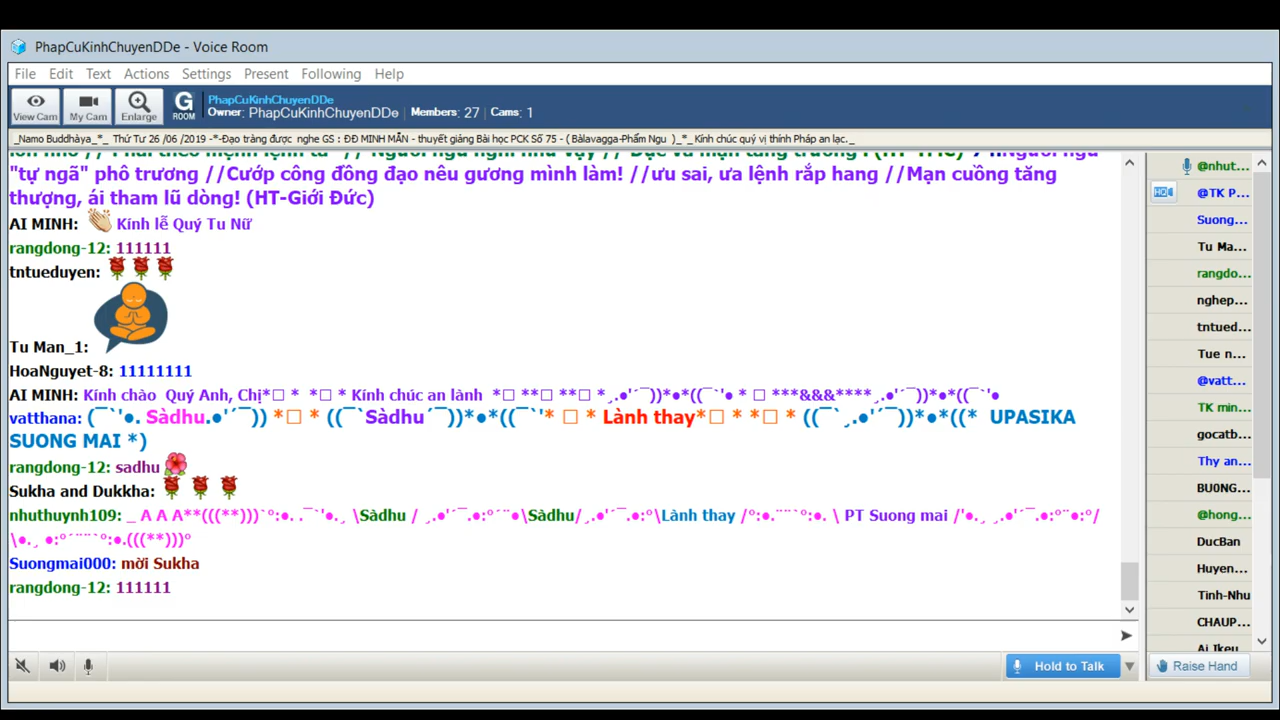 PhapCuKinhChuyenDDe - Voice Room
File Edit Text Actions Settings Present Following Help
View Cam My Cam Enlarge G ROOM PhapCuKinhChuyenDDe
Owner: PhapCuKinhChuyenDDe Members: 27 Cams: 1
_Namo Buddhàya_*_ Thứ Tư 26 /06 /2019 -*-Đạo tràng được nghe GS : ĐĐ MINH MẪN - thuyết giảng Bài học PCK Số 75 - ( Bàlavagga-Phẩm Ngu )_*_Kính chúc quý vị thính Pháp an lạc._
"tự ngã" phô trương //Cướp công đồng đạo nêu gương mình làm! //ưu sai, ưa lệnh rắp hang //Mạn cuồng tăng
thượng, ái tham lũ dòng! (HT-Giới Đức)
AI MINH: Kính lễ Quý Tu Nữ
rangdong-12: 111111
tntueduyen:
Tu Man_1:
HoaNguyet-8: 11111111
AI MINH: Kính chào Quý Anh, Chị*□ * *□ * Kính chúc an lành *□ **□ **□ *¸.●'´¯))*●*((¯`'● * □ ***&&&****¸.●'´¯))*●*((¯´'●
vatthana: (¯`'●. Sàdhu.●'´¯)) *□ * ((¯`Sàdhu´¯))*●*((¯`'* □ * Lành thay*□ * *□ * ((¯`¸.●'´¯))*●*((* UPASIKA
SUONG MAI *)
rangdong-12: sadhu
Sukha and Dukkha:
nhuthuynh109: _ A A A**(((**)))`°:●. .¯`'●.¸ \Sàdhu / ¸.●'´¯.●:°´¨●\Sàdhu/¸.●'´¯.●:°\Lành thay /°:●.¨¨`°:●. \ PT Suong mai /'●.¸ ¸.●'´¯.●:°¨●:°/
\●.¸ ●:°´¨¨`°:●.(((**)))°
Suongmai000: mời Sukha
rangdong-12: 111111
@nhut...
@TK P...
Suong...
Tu Ma...
rangdo...
nghep...
tntued...
Tue n...
@vatt...
TK min...
gocatb...
Thy an...
BU0NG...
@hong...
DucBan
Huyen...
Tinh-Nhu
CHAUP...
Hold to Talk Raise Hand